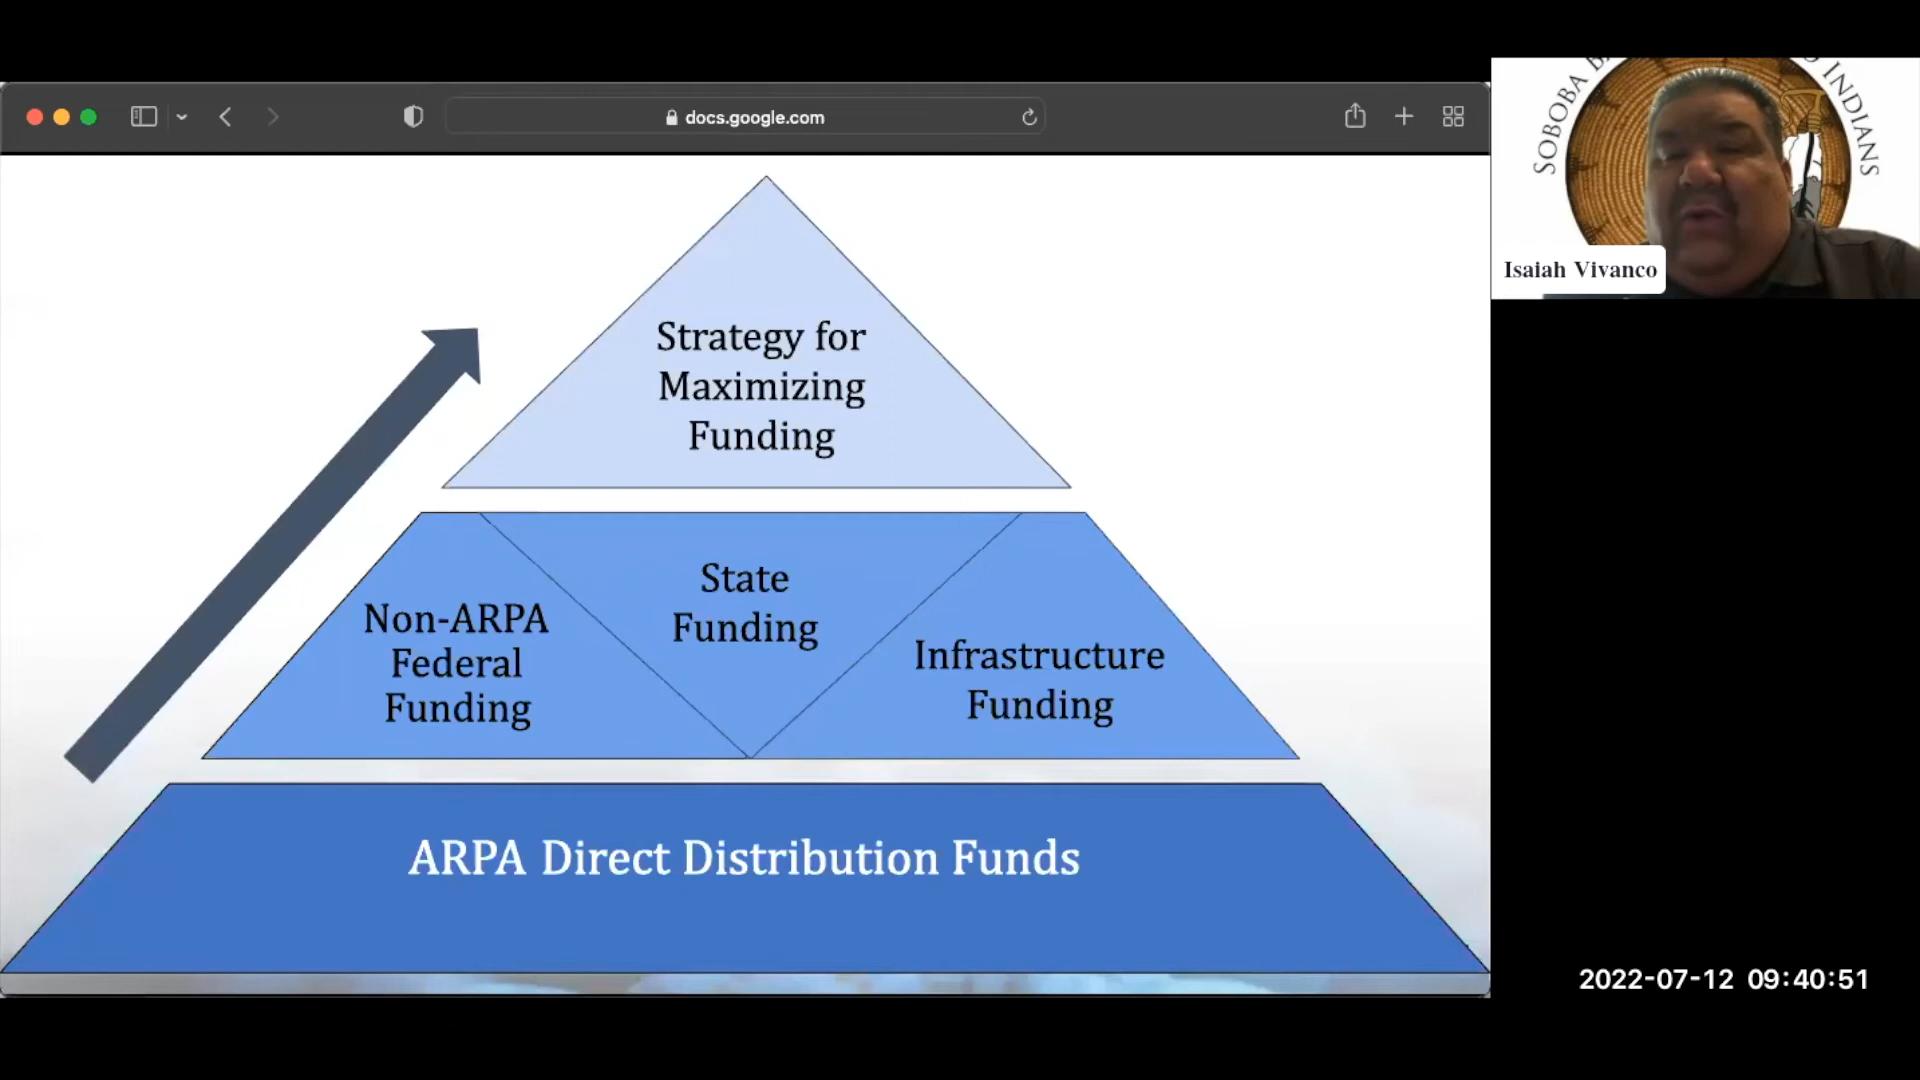 docs.google.com
Strategy for
Maximizing
Funding
Non-ARPA
Federal
Funding
State
Funding
Infrastructure
Funding
ARPA Direct Distribution Funds
SOBOBA
INDIANS
Isaiah Vivanco
2022-07-12 09:40:51